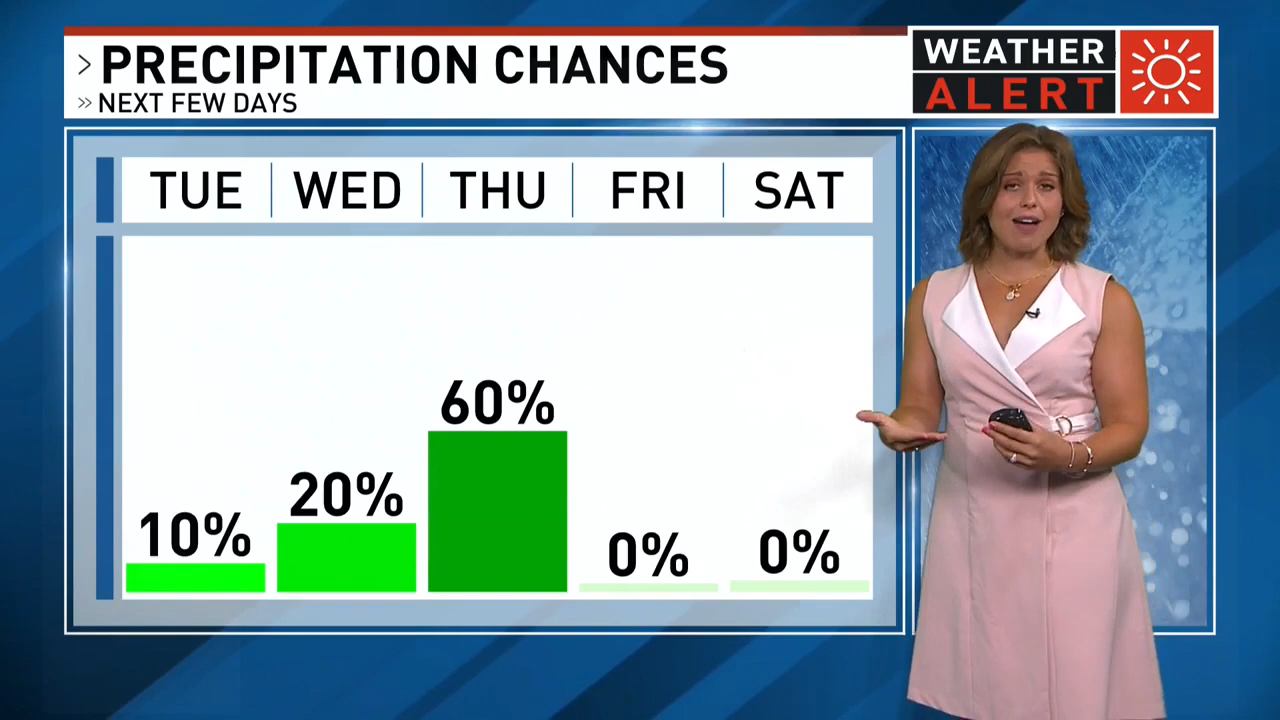 > PRECIPITATION CHANCES
» NEXT FEW DAYS
WEATHER
ALERT
TUE WED THU FRI SAT
10% 20% 60% 0% 0%